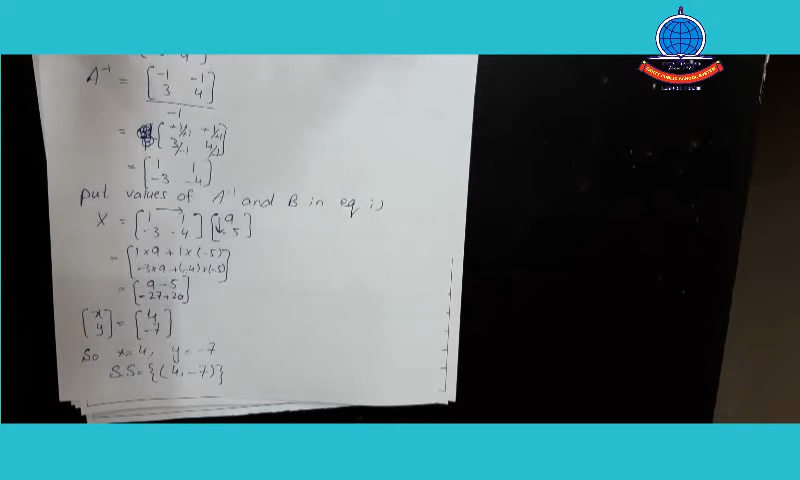 A⁻¹ = [-1 -1
3 4]
-1
= [+1/+1 +1/+1
3/-1 4/-1]
= [1 1
-3 -4]
put values of A⁻¹ and B in eq i)
X = [1 1
-3 -4] [9
-5]
= [1×9 + 1×(-5)
-3×9 + (-4)×(-5)]
= [9 - 5
-27+20]
[x
y] = [4
-7]
So x = 4, y = -7
S.S = {(4, -7)}